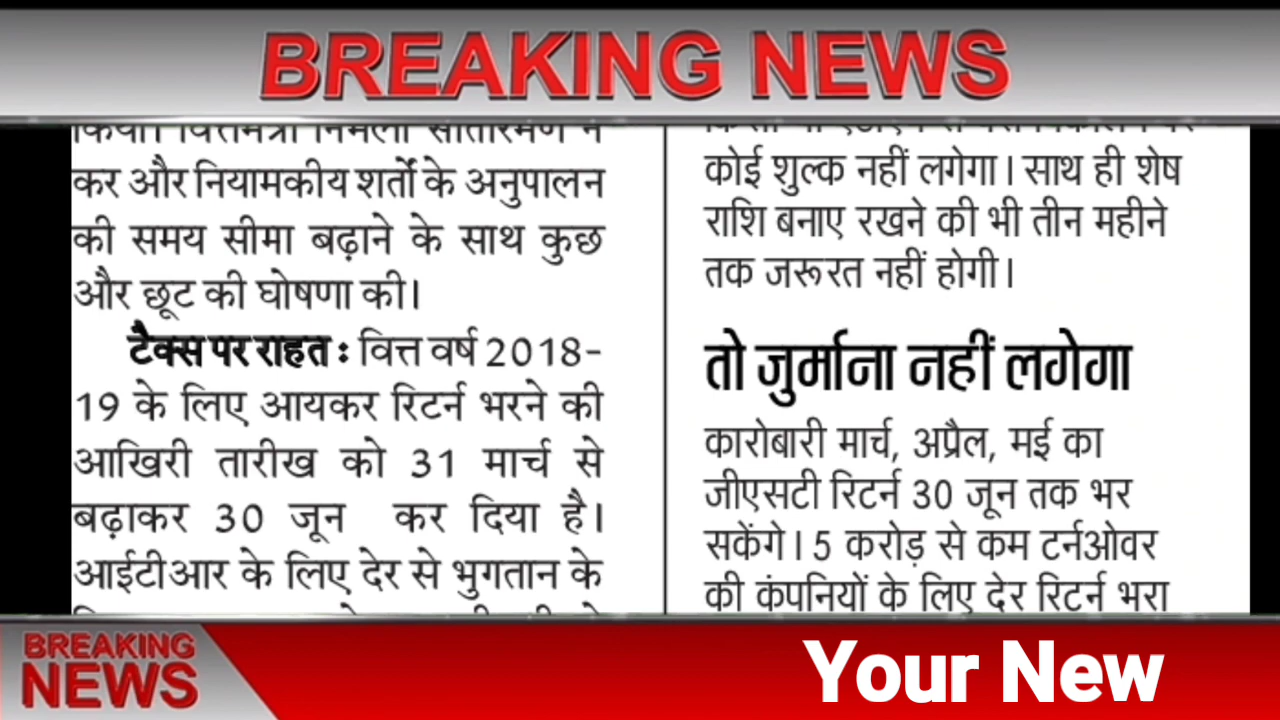 BREAKING NEWS
कर और नियामकीय शर्तों के अनुपालन
की समय सीमा बढ़ाने के साथ कुछ
और छूट की घोषणा की।
टैक्स पर राहत : वित्त वर्ष 2018-
19 के लिए आयकर रिटर्न भरने की
आखिरी तारीख को 31 मार्च से
बढ़ाकर 30 जून कर दिया है।
आईटीआर के लिए देर से भुगतान के
कोई शुल्क नहीं लगेगा। साथ ही शेष
राशि बनाए रखने की भी तीन महीने
तक जरूरत नहीं होगी।
तो जुर्माना नहीं लगेगा
कारोबारी मार्च, अप्रैल, मई का
जीएसटी रिटर्न 30 जून तक भर
सकेंगे। 5 करोड़ से कम टर्नओवर
की कंपनियों के लिए देर रिटर्न भरा
BREAKING
NEWS
Your New